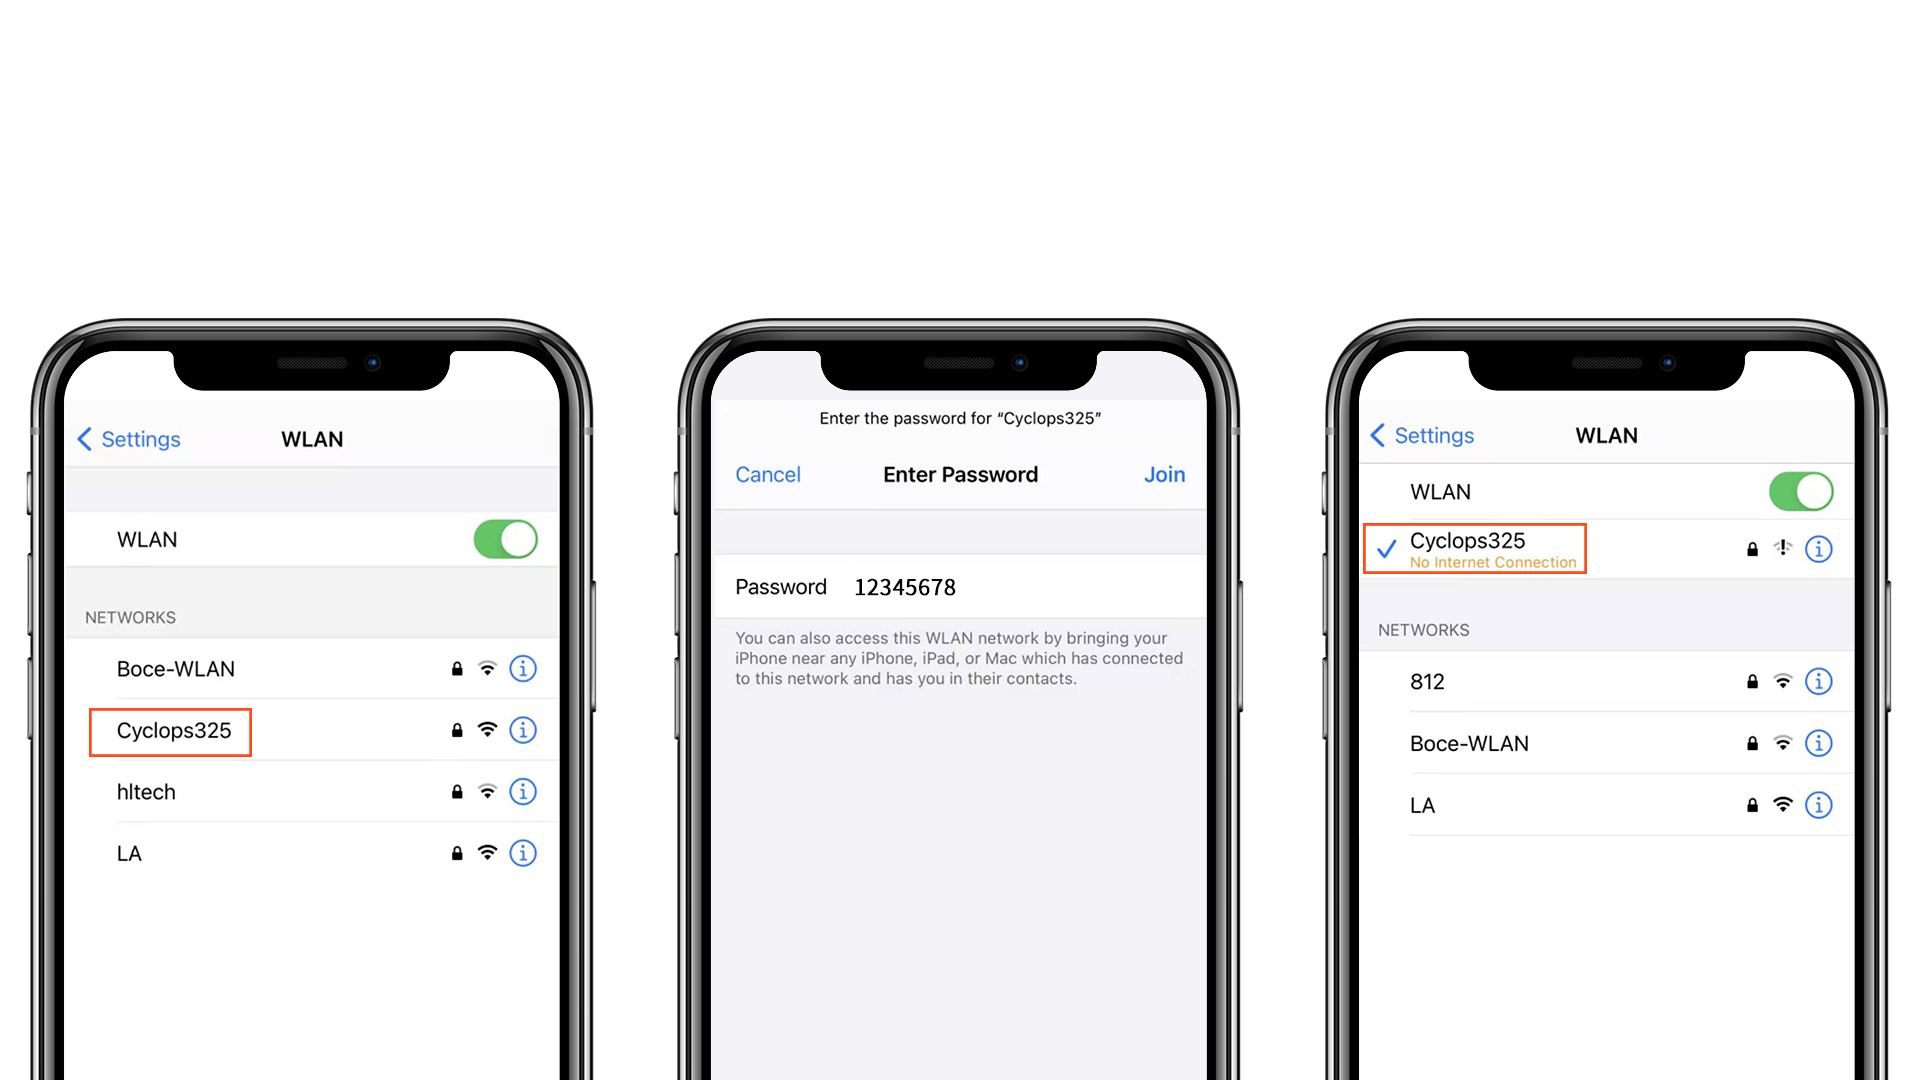 Settings WLAN
WLAN
NETWORKS
Boce-WLAN
Cyclops325
hltech
LA
Enter the password for “Cyclops325”
Cancel Enter Password Join
Password 12345678
You can also access this WLAN network by bringing your
iPhone near any iPhone, iPad, or Mac which has connected
to this network and has you in their contacts.
Settings WLAN
WLAN
Cyclops325
No Internet Connection
NETWORKS
812
Boce-WLAN
LA